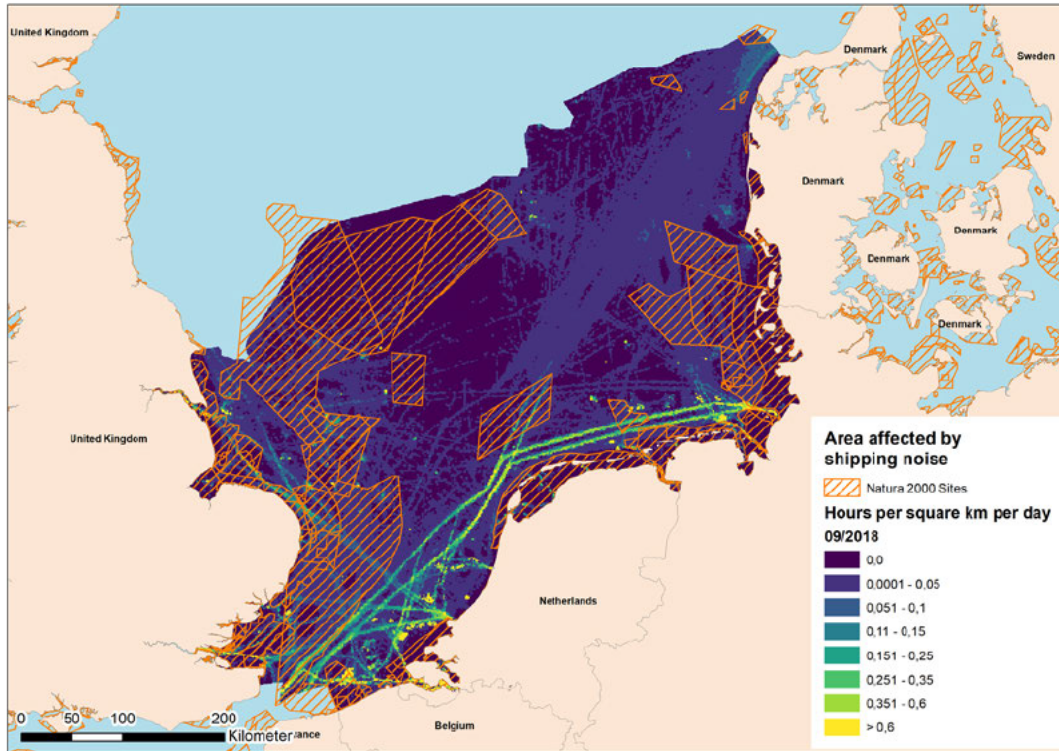 United Kingdom
Denmark
Sweden
Denmark
Denmark
Denmark
Denmark
United Kingdom
Netherlands
Belgium
ance
0 50 100 200
Kilometer
Area affected by
shipping noise
Natura 2000 Sites
Hours per square km per day
09/2018
0,0
0,0001 - 0,05
0,051 - 0,1
0,11 - 0,15
0,151 - 0,25
0,251 - 0,35
0,351 - 0,6
> 0,6